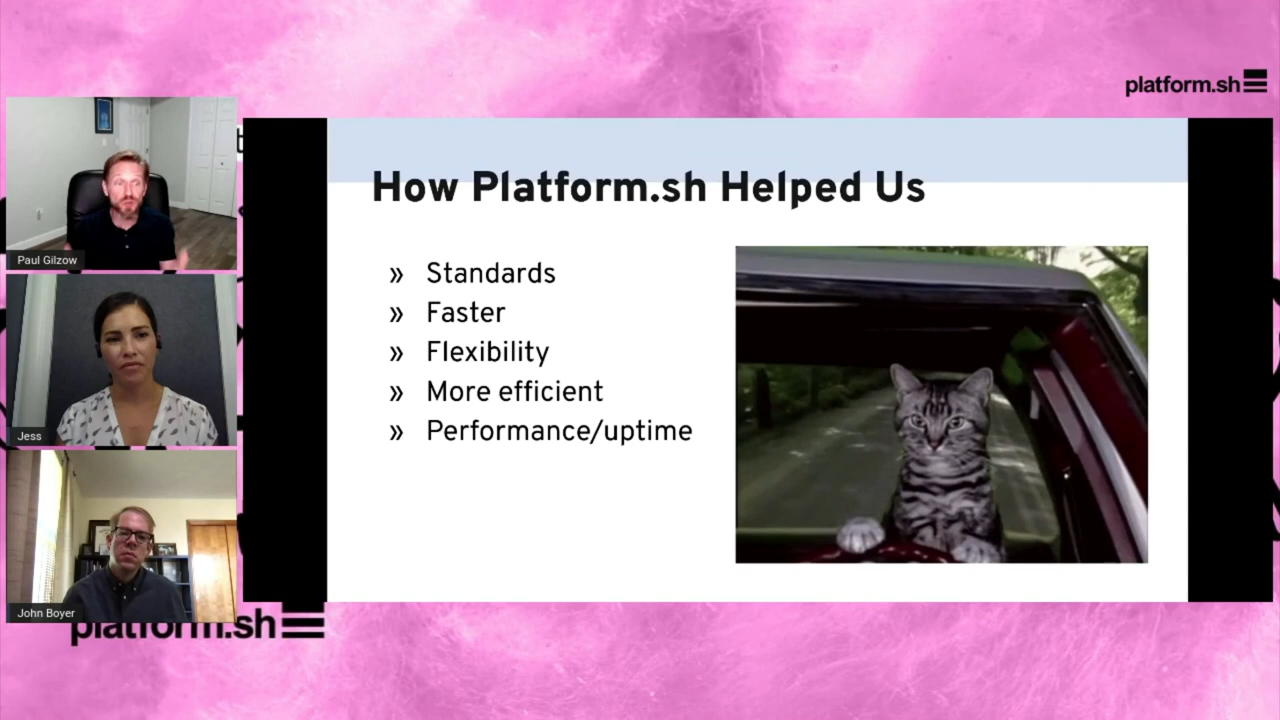 platform.sh
Paul Gilzow
Jess
John Boyer
How Platform.sh Helped Us
» Standards
» Faster
» Flexibility
» More efficient
» Performance/uptime
platform.sh